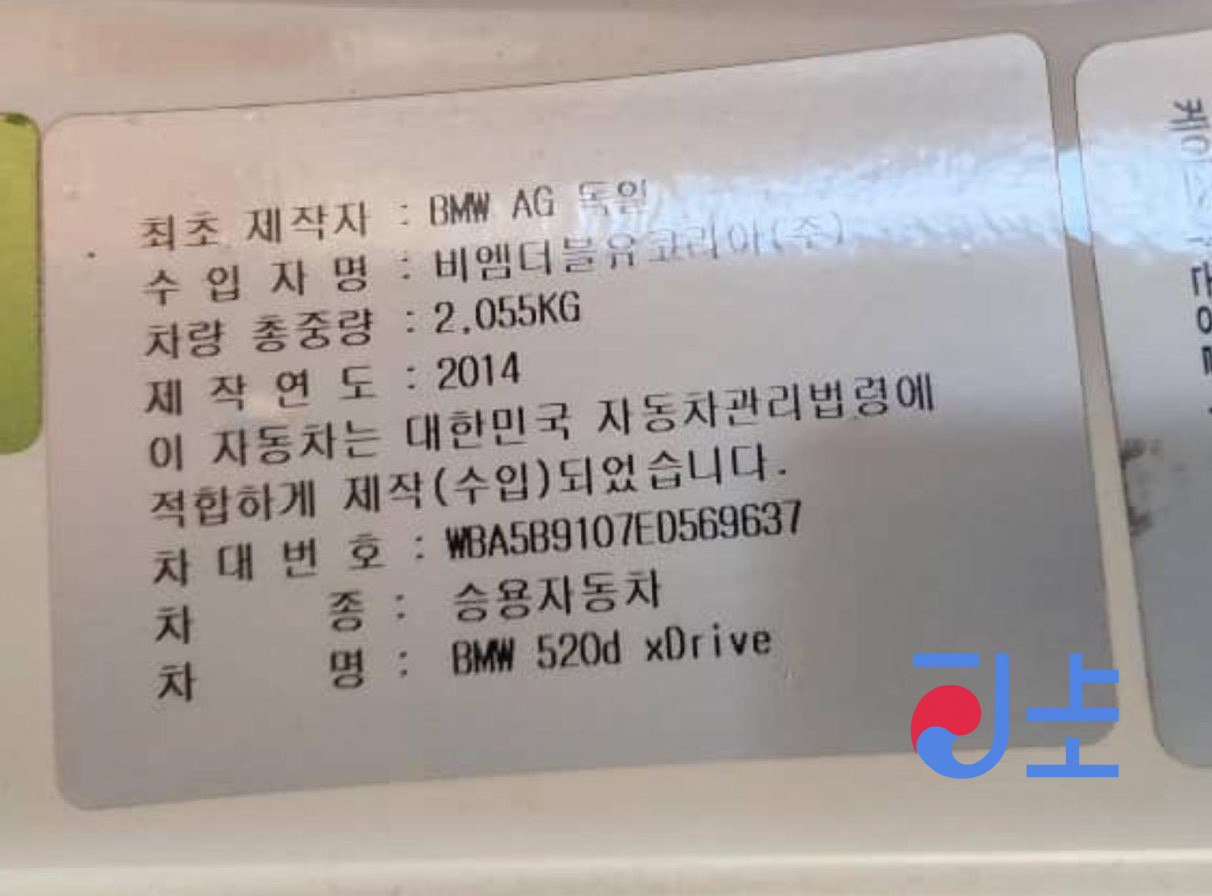 최초 제작자 : BMW AG 독일
수 입 자 명 : 비엠더블유코리아(주)
차량 총중량 : 2,055KG
제 작 연 도 : 2014
이 자동차는 대한민국 자동차관리법령에
적합하게 제작(수입)되었습니다.
차 대 번 호 : WBA5B9107ED569637
차 종 : 승용자동차
차 명 : BMW 520d xDrive